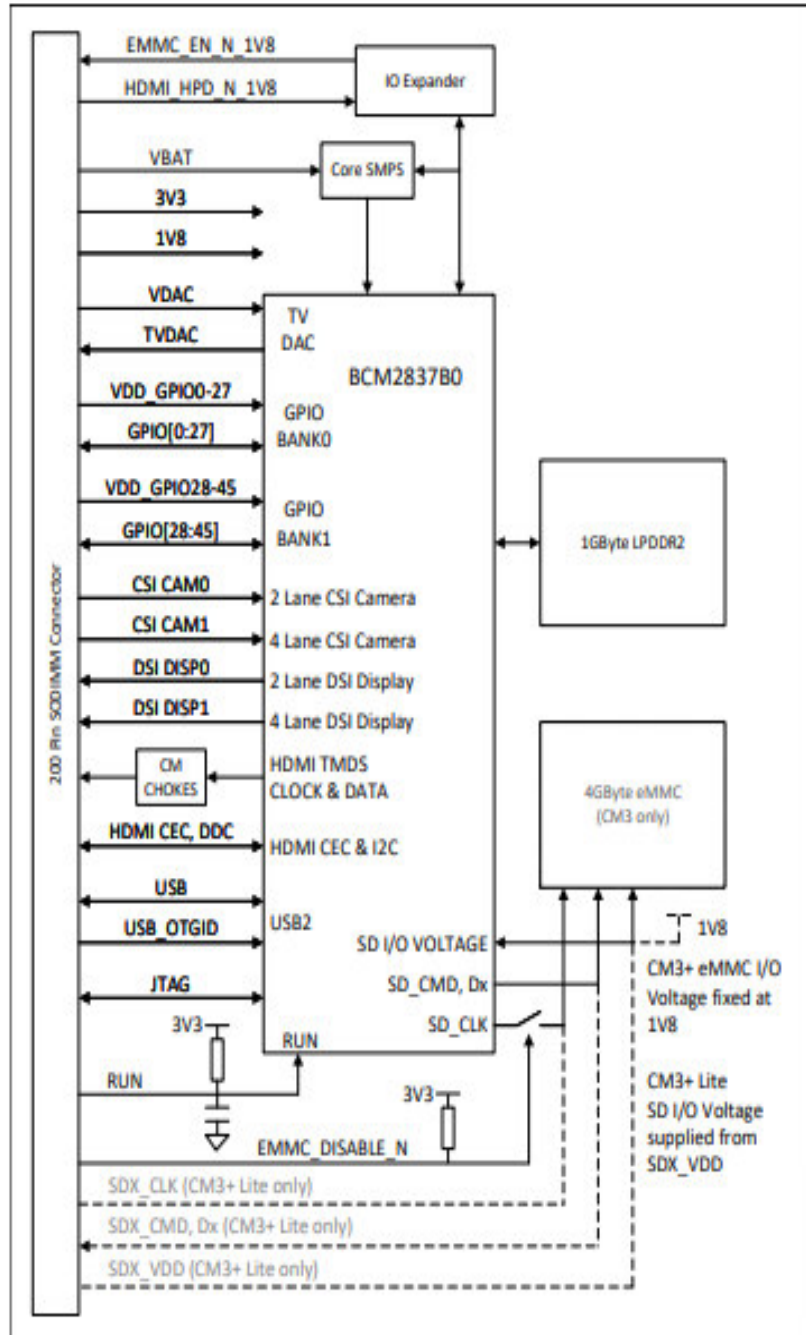 EMMC_EN_N_1V8
IO Expander
HDMI_HPD_N_1V8
VBAT
Core SMPS
3V3
1V8
VDAC
TV
TVDAC
DAC
BCM2837B0
VDD_GPIO0-27
GPIO
GPIO[0:27]
BANK0
VDD_GPIO28-45
GPIO
GPIO[28:45]
BANK1
1GByte LPDDR2
200 Pin SODIMM Connector
CSI CAM0
2 Lane CSI Camera
CSI CAM1
4 Lane CSI Camera
DSI DISP0
2 Lane DSI Display
DSI DISP1
4 Lane DSI Display
CM
CHOKES
HDMI TMDS
CLOCK & DATA
4GByte eMMC
(CM3 only)
HDMI CEC, DDC
HDMI CEC & I2C
USB
USB2
USB_OTGID
SD I/O VOLTAGE
1V8
SD_CMD, Dx
CM3+ eMMC I/O
Voltage fixed at
1V8
JTAG
SD_CLK
3V3
RUN
RUN
3V3
CM3+ Lite
SD I/O Voltage
supplied from
SDX_VDD
EMMC_DISABLE_N
SDX_CLK (CM3+ Lite only)
SDX_CMD, Dx (CM3+ Lite only)
SDX_VDD (CM3+ Lite only)